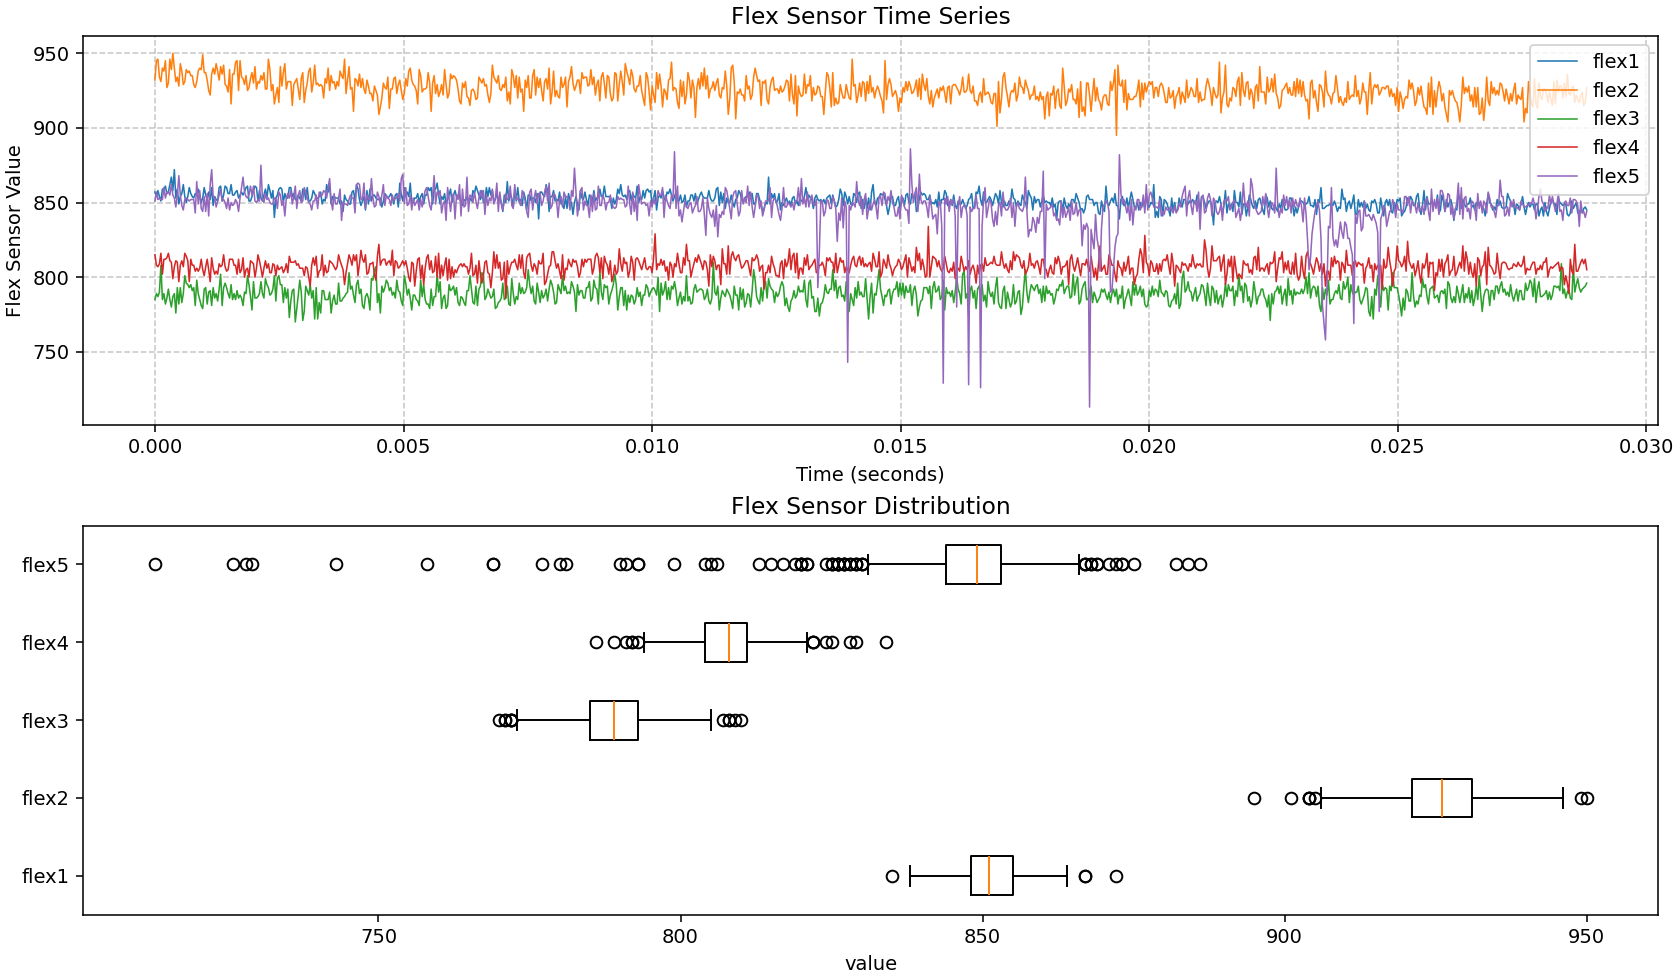 Flex Sensor Time Series
Flex Sensor Value
950
900
850
800
750
flex1
flex2
flex3
flex4
flex5
0.000 0.005 0.010 0.015 0.020 0.025 0.030
Time (seconds)
Flex Sensor Distribution
flex5
flex4
flex3
flex2
flex1
750 800 850 900 950
value